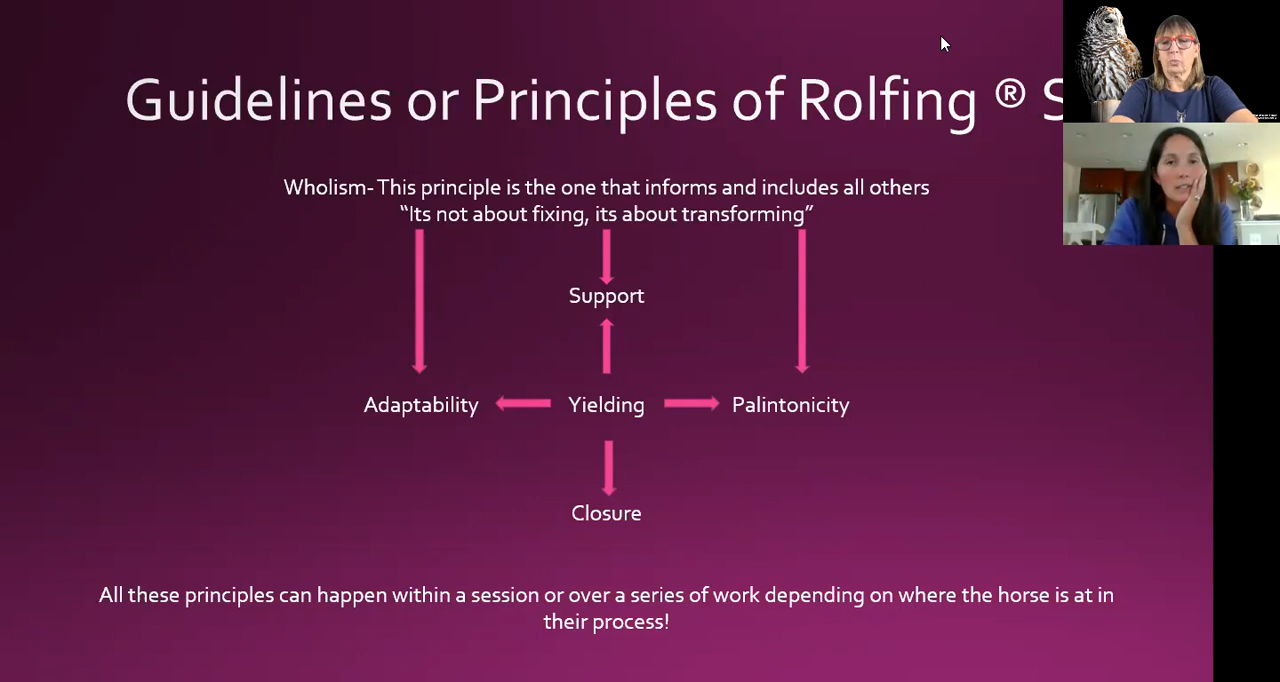 Guidelines or Principles of Rolfing ® S
Wholism- This principle is the one that informs and includes all others
“Its not about fixing, its about transforming”
Support
Adaptability
Yielding
Palintonicity
Closure
All these principles can happen within a session or over a series of work depending on where the horse is at in
their process!